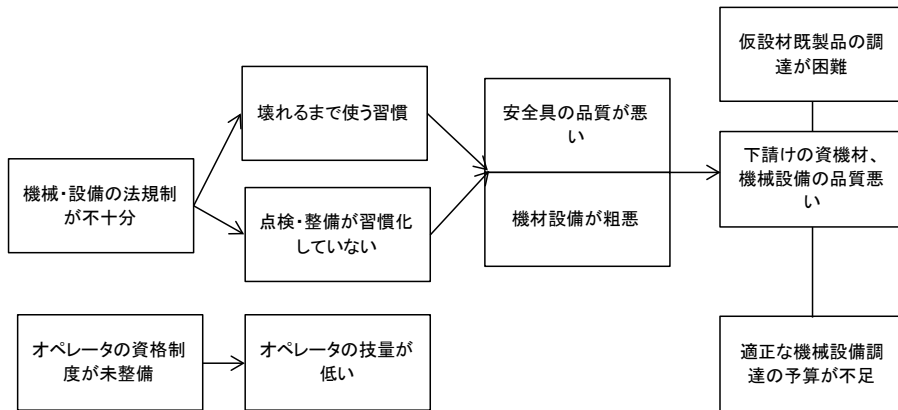 仮設材既製品の調
達が困難
壊れるまで使う習慣
安全具の品質が悪
い
下請けの資機材、
機械設備の品質悪
い
機械・設備の法規制
が不十分
点検・整備が習慣化
していない
機材設備が粗悪
オペレータの資格制
度が未整備
オペレータの技量が
低い
適正な機械設備調
達の予算が不足